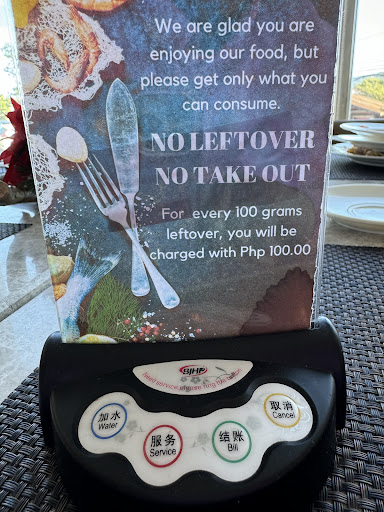 We are glad you are
enjoying our food, but
please get only what you
can consume.
NO LEFTOVER
NO TAKE OUT
For every 100 grams
leftover, you will be
charged with Php 100.00
加水
Water
服务
Service
结账
Bill
取消
Cancel